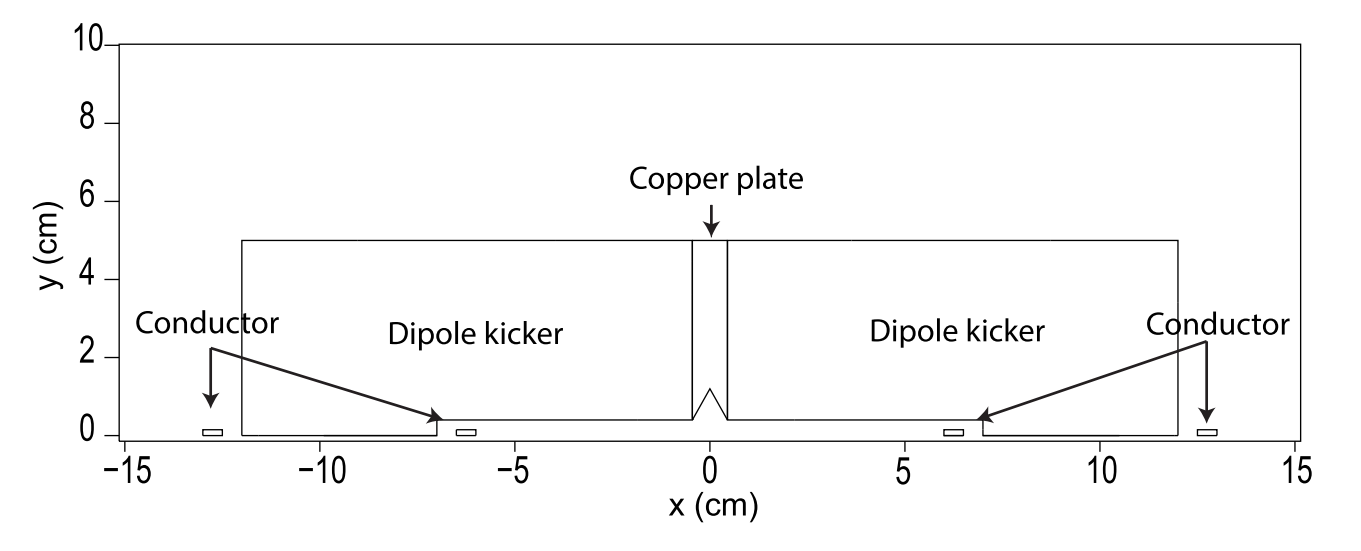 10
8
6
4
2
0
y (cm)
Copper plate
Conductor
Dipole kicker
Dipole kicker
Conductor
−15
−10
−5
0
5
10
15
x (cm)